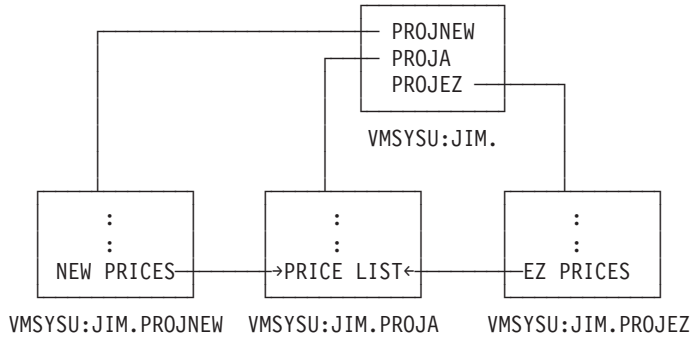 PROJNEW
PROJA
PROJEZ
VMSYSU:JIM.
: : :
: : :
NEW PRICES →PRICE LIST← EZ PRICES
VMSYSU:JIM.PROJNEW VMSYSU:JIM.PROJA VMSYSU:JIM.PROJEZ